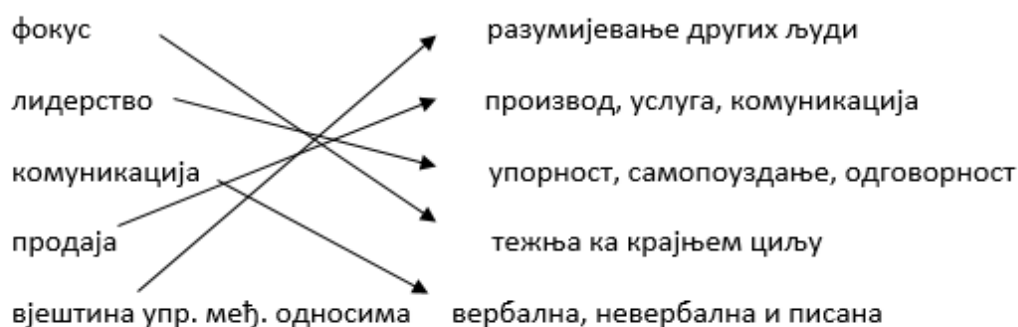 фокус разумијевање других људи
лидерство производ, услуга, комуникација
комуникација упорност, самопоуздање, одговорност
продаја тежња ка крајњем циљу
вјештина упр. међ. односима вербална, невербална и писана